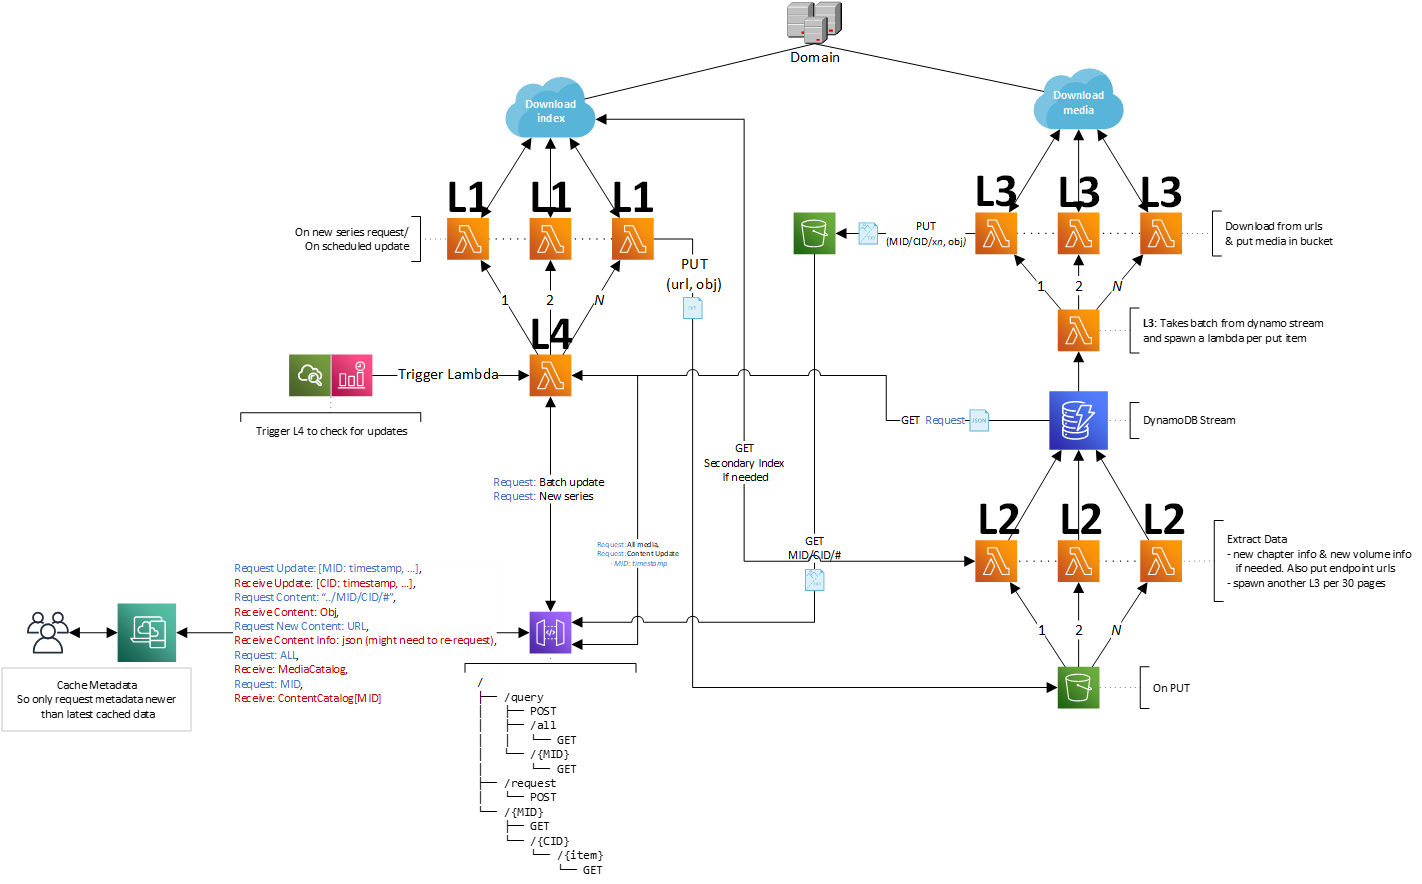 Domain
Download
index
Download
media
L1
L1
L1
L3
L3
L3
On new series request/
On scheduled update
PUT
(url, obj)
TXT
PUT
(MID/CID/xn, obj)
Download from urls
& put media in bucket
1
2
N
1
2
N
L4
L3: Takes batch from dynamo stream
and spawn a lambda per put item
Trigger Lambda
Trigger L4 to check for updates
GET Request
JSON
DynamoDB Stream
GET
Secondary Index
If needed
Request: Batch update
Request: New series
L2
L2
L2
Request: All media,
Request: Content Update
- MID: timestamp
GET
MID/CID/#
Extract Data
- new chapter info & new volume info
if needed. Also put endpoint urls
- spawn another L3 per 30 pages
Request Update: [MID: timestamp, ...],
Receive Update: [CID: timestamp, ...],
Request Content: "../MID/CID/#",
Receive Content: Obj,
Request New Content: URL,
Receive Content Info: json (might need to re-request),
Request: ALL,
Receive: MediaCatalog,
Request: MID,
Receive: ContentCatalog[MID]
1
2
N
On PUT
Cache Metadata
So only request metadata newer
than latest cached data
/
/query
POST
/all
GET
/{MID}
GET
/request
POST
/{MID}
GET
/{CID}
/{item}
GET